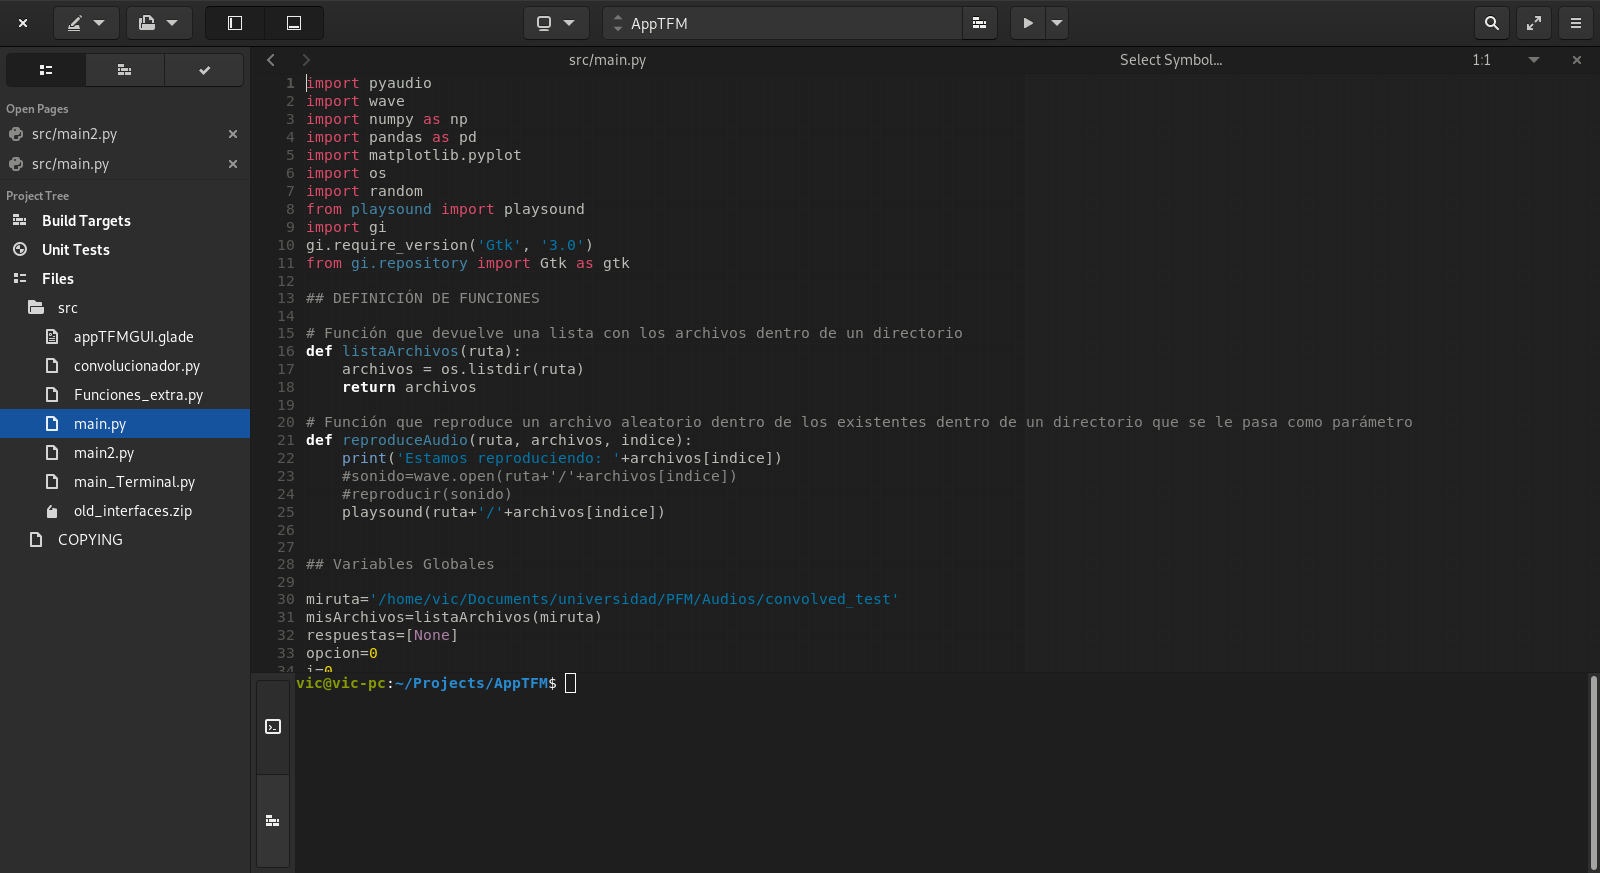 AppTFM
src/main.py
Select Symbol...
1:1
Open Pages
src/main2.py
src/main.py
Project Tree
Build Targets
Unit Tests
Files
src
appTFMGUI.glade
convolucionador.py
Funciones_extra.py
main.py
main2.py
main_Terminal.py
old_interfaces.zip
COPYING
1 import pyaudio
2 import wave
3 import numpy as np
4 import pandas as pd
5 import matplotlib.pyplot
6 import os
7 import random
8 from playsound import playsound
9 import gi
10 gi.require_version('Gtk', '3.0')
11 from gi.repository import Gtk as gtk
12
13 ## DEFINICIÓN DE FUNCIONES
14
15 # Función que devuelve una lista con los archivos dentro de un directorio
16 def listaArchivos(ruta):
17     archivos = os.listdir(ruta)
18     return archivos
19
20 # Función que reproduce un archivo aleatorio dentro de los existentes dentro de un directorio que se le pasa como parámetro
21 def reproduceAudio(ruta, archivos, indice):
22     print('Estamos reproduciendo: '+archivos[indice])
23     #sonido=wave.open(ruta+'/'+archivos[indice])
24     #reproducir(sonido)
25     playsound(ruta+'/'+archivos[indice])
26
27
28 ## Variables Globales
29
30 miruta='/home/vic/Documents/universidad/PFM/Audios/convolved_test'
31 misArchivos=listaArchivos(miruta)
32 respuestas=[None]
33 opcion=0
34 i=0
vic@vic-pc:~/Projects/AppTFM$